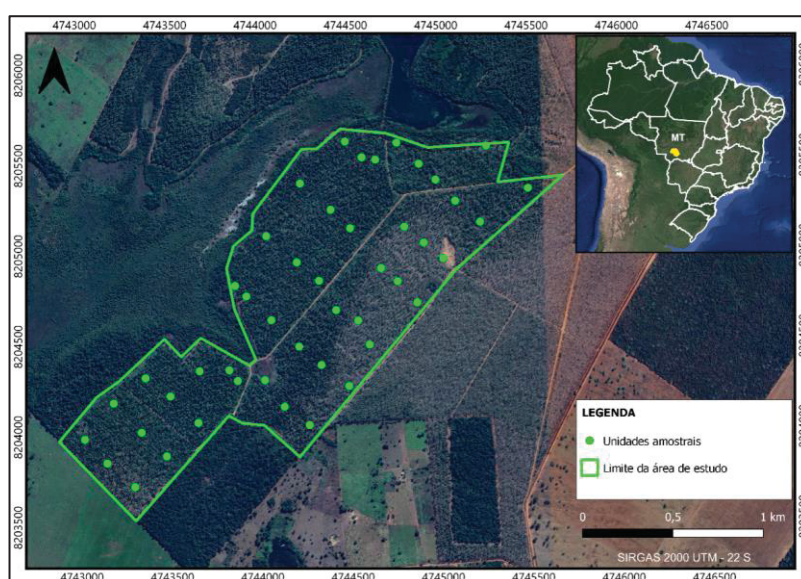 4743000 4743500 4744000 4744500 4745000 4745500 4746000 4746500
8206000
8205500
8205000
8204500
8204000
8203500
MT
LEGENDA
Unidades amostrais
Limite da área de estudo
0 0,5 1 km
SIRGAS 2000 UTM - 22 S
4743000 4743500 4744000 4744500 4745000 4745500 4746000 4746500